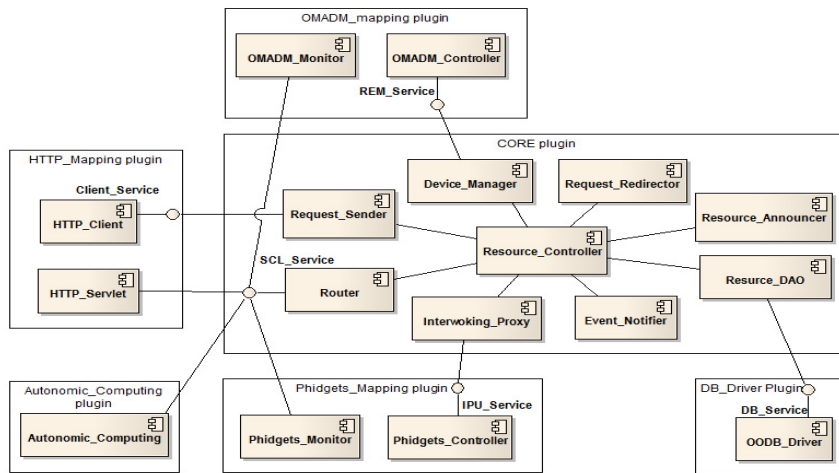 OMADM_mapping plugin
OMADM_Monitor
OMADM_Controller
REM_Service
CORE plugin
HTTP_Mapping plugin
Client_Service
HTTP_Client
HTTP_Servlet
Device_Manager
Request_Redirector
Request_Sender
Resource_Announcer
Resource_Controller
SCL_Service
Router
Resurce_DAO
Interwoking_Proxy
Event_Notifier
Autonomic_Computing
plugin
Autonomic_Computing
Phidgets_Mapping plugin
IPU_Service
Phidgets_Monitor
Phidgets_Controller
DB_Driver Plugin
DB_Service
OODB_Driver